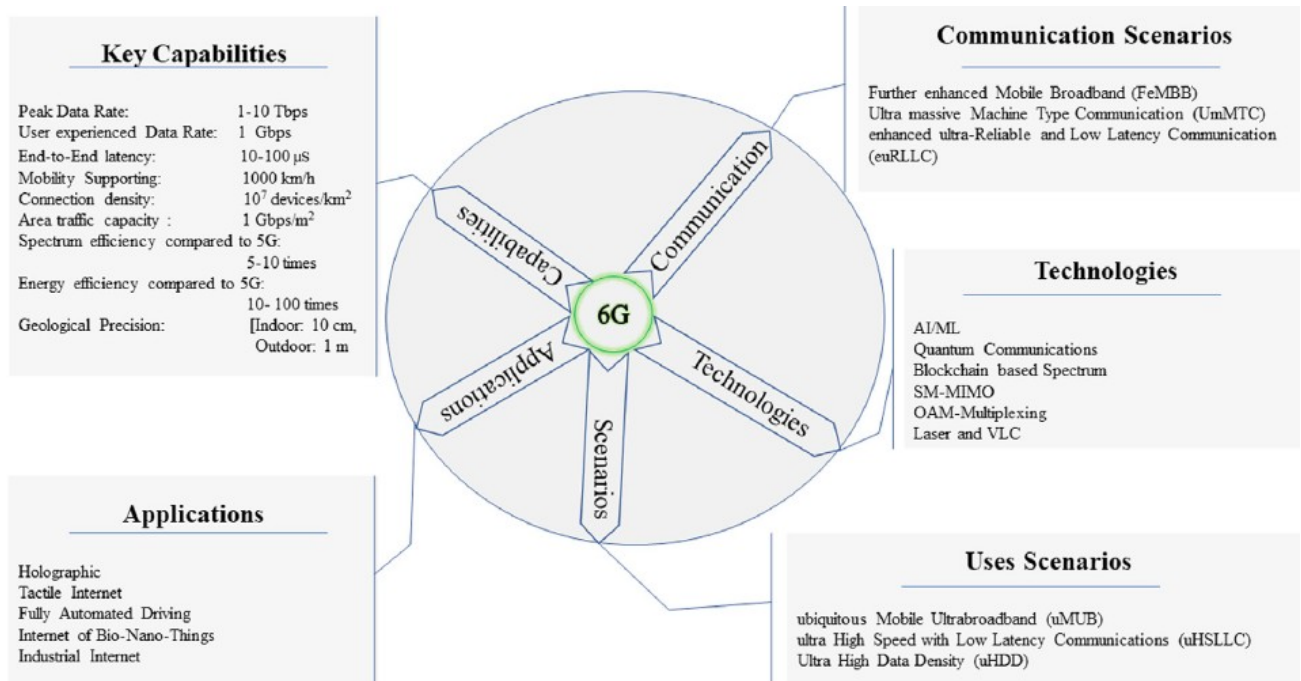 Key Capabilities
Peak Data Rate: 1-10 Tbps
User experienced Data Rate: 1 Gbps
End-to-End latency: 10-100 µs
Mobility Supporting: 1000 km/h
Connection density: 10⁷ devices/km²
Area traffic capacity : 1 Gbps/m²
Spectrum efficiency compared to 5G:
5-10 times
Energy efficiency compared to 5G:
10- 100 times
Geological Precision: [Indoor: 10 cm,
Outdoor: 1 m
Communication Scenarios
Further enhanced Mobile Broadband (FeMBB)
Ultra massive Machine Type Communication (UmMTC)
enhanced ultra-Reliable and Low Latency Communication
(euRLLC)
Capabilities
Communication
6G
Applications
Scenarios
Technologies
Technologies
AI/ML
Quantum Communications
Blockchain based Spectrum
SM-MIMO
OAM-Multiplexing
Laser and VLC
Applications
Holographic
Tactile Internet
Fully Automated Driving
Internet of Bio-Nano-Things
Industrial Internet
Uses Scenarios
ubiquitous Mobile Ultrabroadband (uMUB)
ultra High Speed with Low Latency Communications (uHSLLC)
Ultra High Data Density (uHDD)